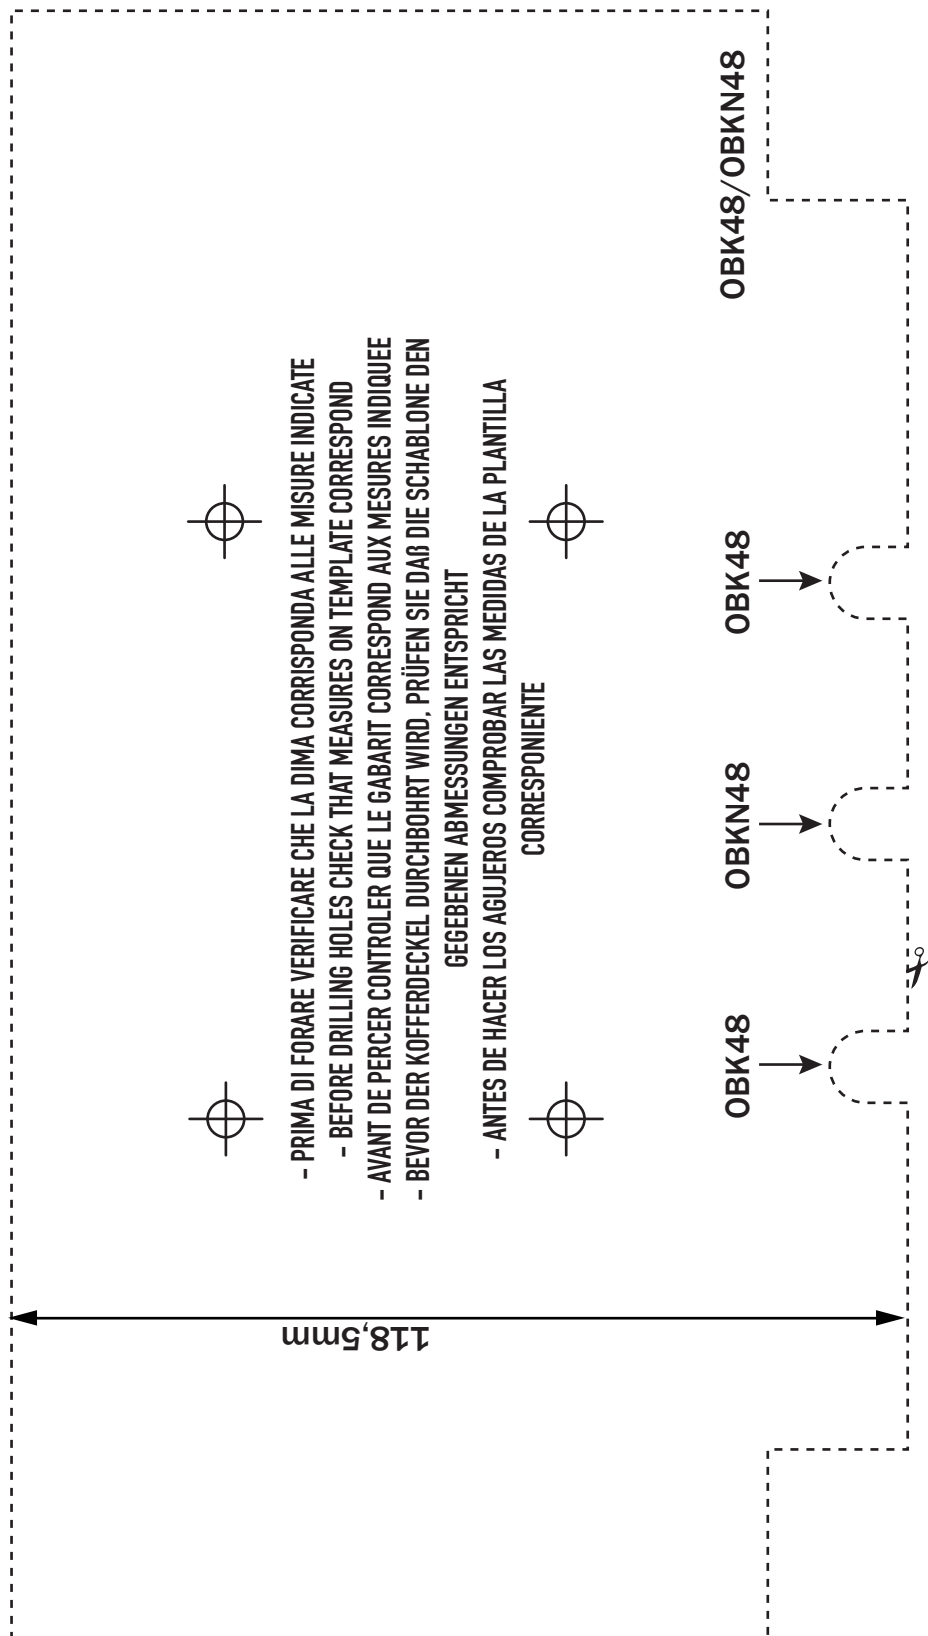 OBK48/OBKN48
- PRIMA DI FORARE VERIFICARE CHE LA DIMA CORRISPONDA ALLE MISURE INDICATE
- BEFORE DRILLING HOLES CHECK THAT MEASURES ON TEMPLATE CORRESPOND
- AVANT DE PERCER CONTROLER QUE LE GABARIT CORRESPOND AUX MESURES INDIQUEE
- BEVOR DER KOFFERDECKEL DURCHBOHRT WIRD, PRÜFEN SIE DAß DIE SCHABLONE DEN
GEGEBENEN ABMESSUNGEN ENTSPRICHT
- ANTES DE HACER LOS AGUJEROS COMPROBAR LAS MEDIDAS DE LA PLANTILLA
CORRESPONIENTE
OBK48
OBKN48
OBK48
118,5mm